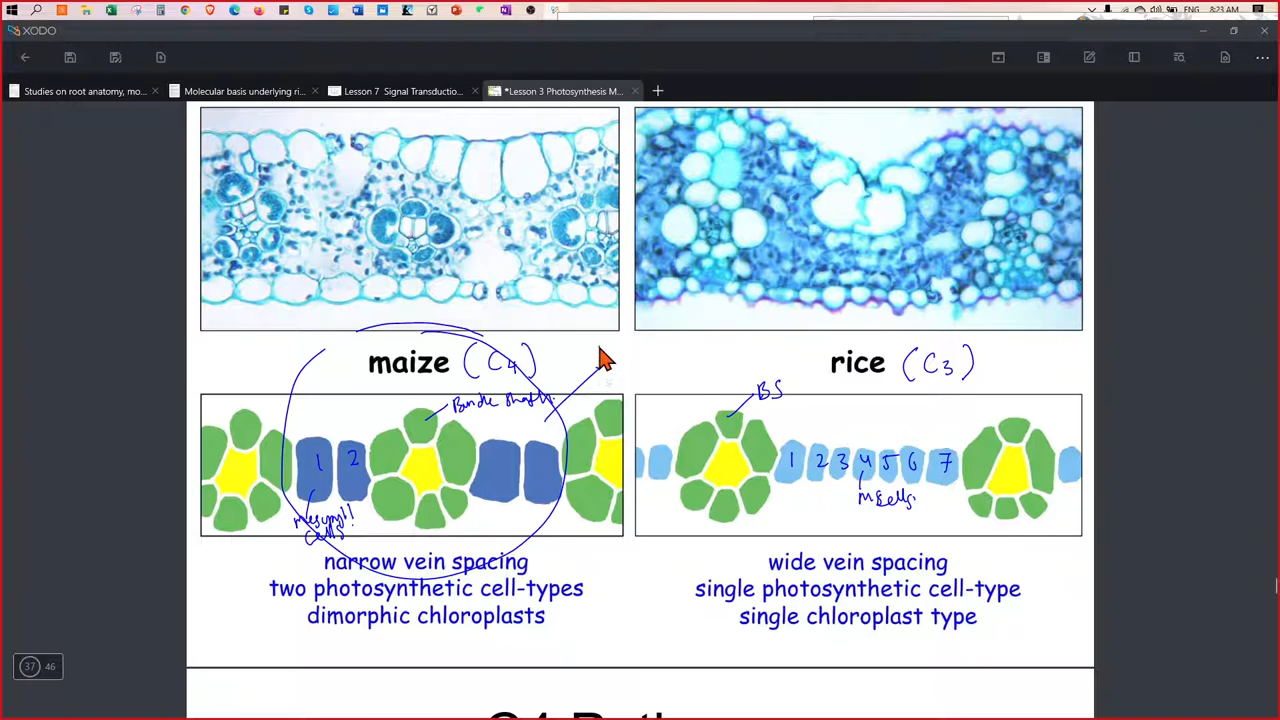 ENG
8:23 AM
XODO
Studies on root anatomy, mo...
Molecular basis underlying ri...
Lesson 7 Signal Transductio...
*Lesson 3 Photosynthesis M...
maize (C4)
rice (C3)
Bundle sheath
BS
1 2
1 2 3 4 5 6 7
cells
narrow vein spacing
two photosynthetic cell-types
dimorphic chloroplasts
wide vein spacing
single photosynthetic cell-type
single chloroplast type
37 46